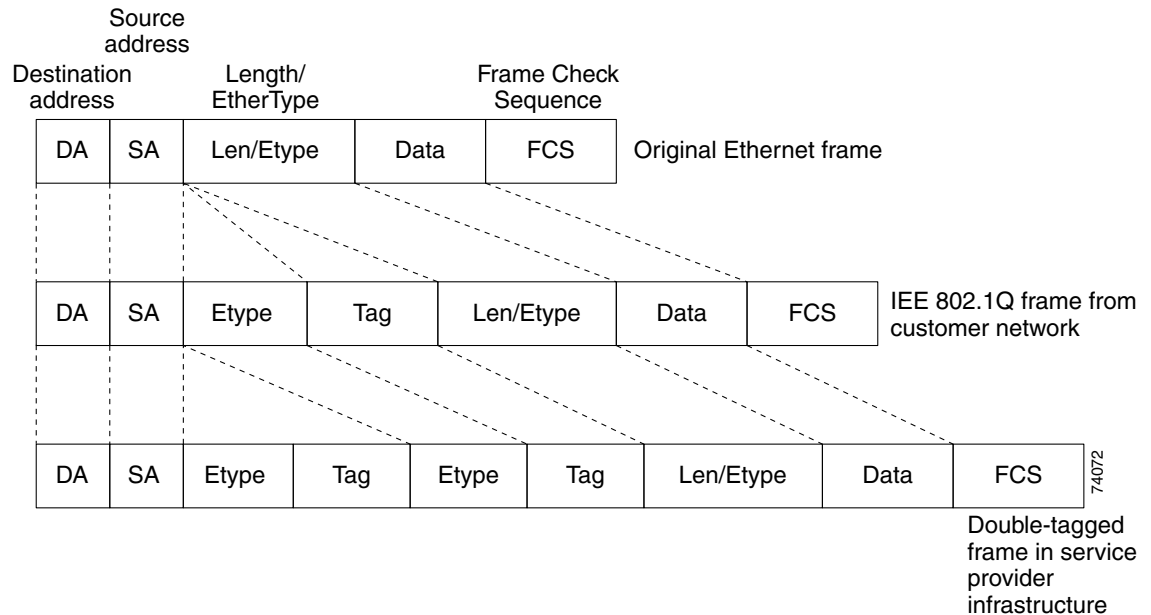 Source
address
Destination
address
Length/
EtherType
Frame Check
Sequence
DA SA Len/Etype Data FCS Original Ethernet frame
DA SA Etype Tag Len/Etype Data FCS IEE 802.1Q frame from
customer network
DA SA Etype Tag Etype Tag Len/Etype Data FCS 74072
Double-tagged
frame in service
provider
infrastructure